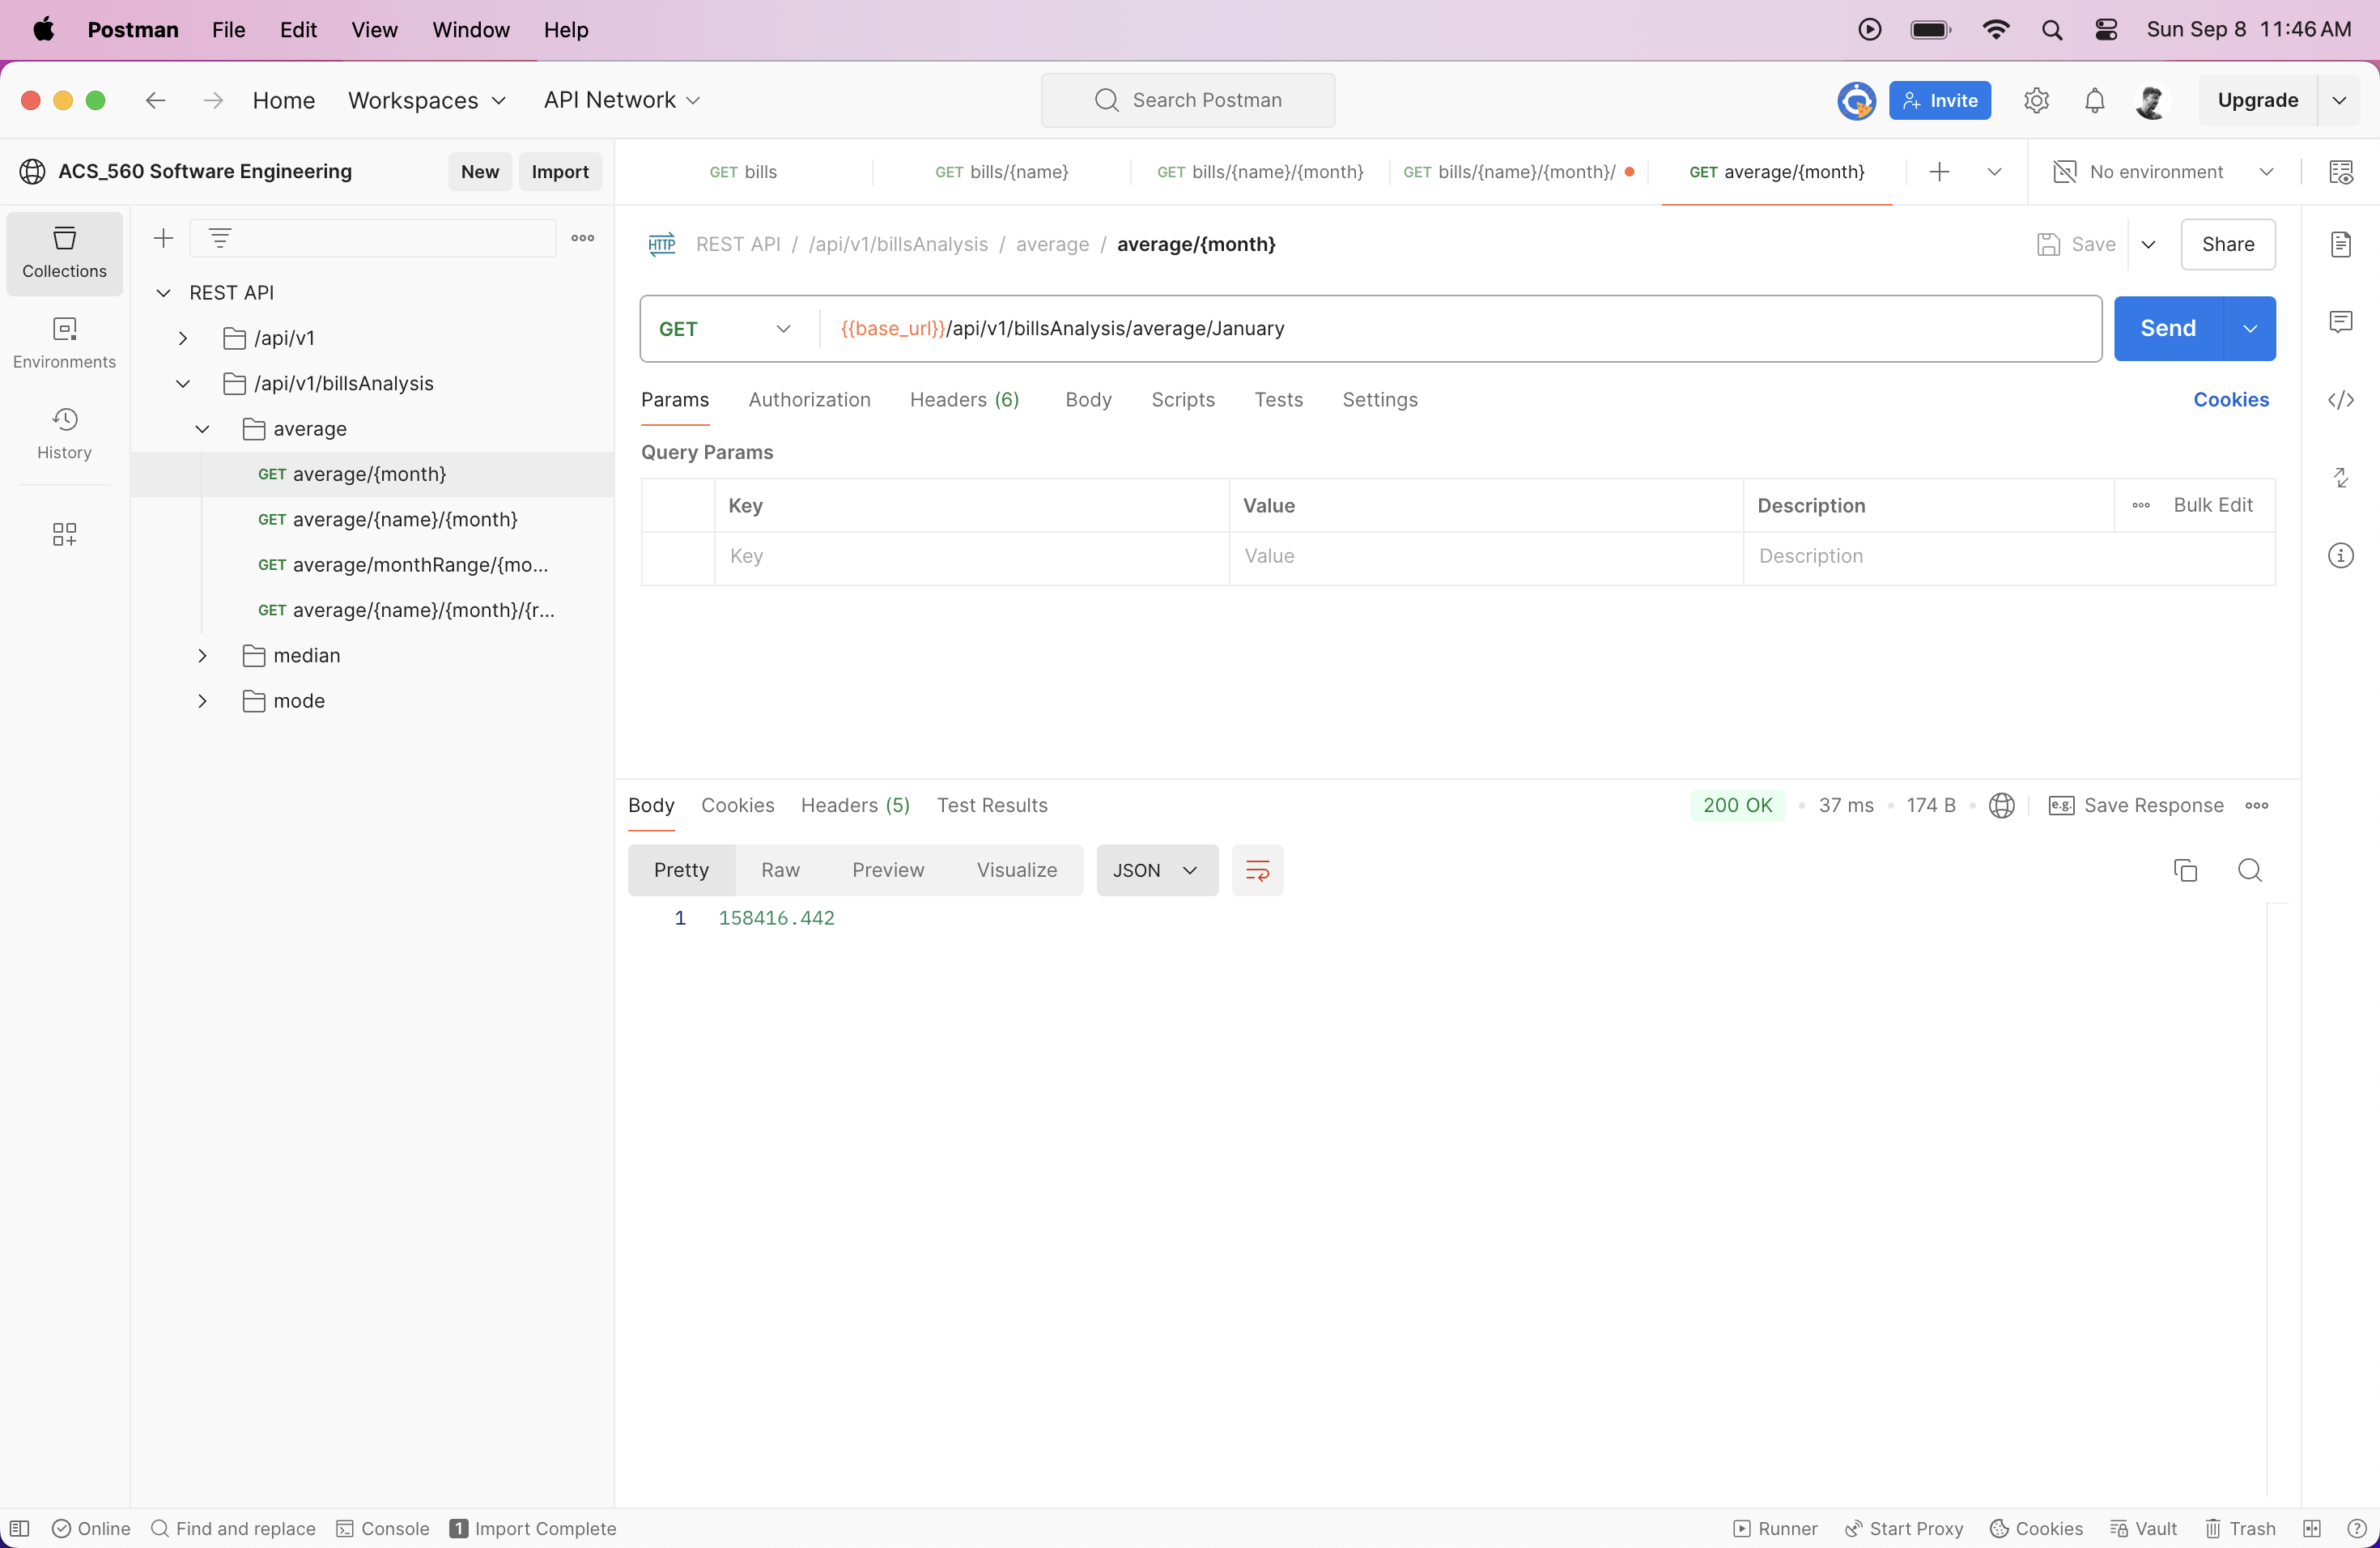 Postman File Edit View Window Help Sun Sep 8 11:46 AM
Home Workspaces API Network Search Postman Invite Upgrade
ACS_560 Software Engineering New Import
GET bills GET bills/{name} GET bills/{name}/{month} GET bills/{name}/{month}/ GET average/{month} No environment
Collections
Environments
History
REST API
/api/v1
/api/v1/billsAnalysis
average
GET average/{month}
GET average/{name}/{month}
GET average/monthRange/{mo...
GET average/{name}/{month}/{r...
median
mode
HTTP REST API / /api/v1/billsAnalysis / average / average/{month} Save Share
GET {{base_url}}/api/v1/billsAnalysis/average/January Send
Params Authorization Headers (6) Body Scripts Tests Settings Cookies
Query Params
Key Value Description Bulk Edit
Key Value Description
Body Cookies Headers (5) Test Results 200 OK 37 ms 174 B e.g. Save Response
Pretty Raw Preview Visualize JSON
1 158416.442
Online Find and replace Console 1 Import Complete Runner Start Proxy Cookies Vault Trash